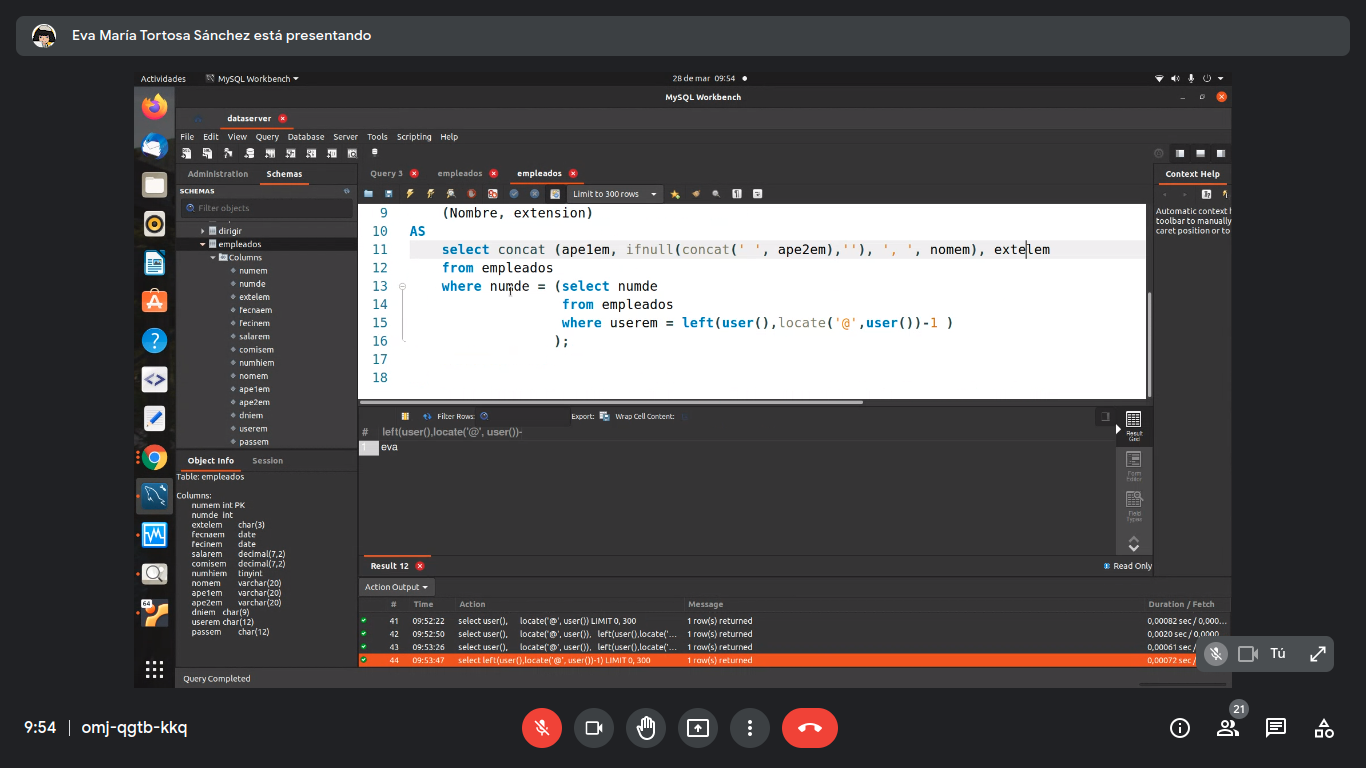 Eva María Tortosa Sánchez está presentando
Actividades MySQL Workbench 28 de mar 09:54
MySQL Workbench
dataserver
File Edit View Query Database Server Tools Scripting Help
Administration Schemas
Query 3 empleados empleados
Context Help
SCHEMAS
Filter objects
Limit to 300 rows
Automatic context h
toolbar to manually
caret position or to
dirigir
empleados
Columns
numem
numde
extelem
fecnaem
fecinem
salarem
comisem
numhiem
nomem
ape1em
ape2em
dniem
userem
passem
9 (Nombre, extension)
10 AS
11 select concat (ape1em, ifnull(concat(' ', ape2em),''), ', ', nomem), extelem
12 from empleados
13 where numde = (select numde
14 from empleados
15 where userem = left(user(),locate('@',user())-1 )
16 );
17
18
Filter Rows: Export: Wrap Cell Content:
# left(user(),locate('@', user())-
eva
Result Grid
Form Editor
Field Types
Object Info Session
Table: empleados
Columns:
numem int PK
numde int
extelem char(3)
fecnaem date
fecinem date
salarem decimal(7,2)
comisem decimal(7,2)
numhiem tinyint
nomem varchar(20)
ape1em varchar(20)
ape2em varchar(20)
dniem char(9)
userem char(12)
passem char(12)
Result 12 Read Only
Action Output
# Time Action Message Duration / Fetch
41 09:52:22 select user(), locate('@', user()) LIMIT 0, 300 1 row(s) returned 0,00082 sec / 0,000...
42 09:52:50 select user(), locate('@', user()), left(user(),locate('... 1 row(s) returned 0,0020 sec / 0,0000...
43 09:53:26 select user(), locate('@', user()), left(user(),locate('... 1 row(s) returned 0,00061 sec /
44 09:53:47 select left(user(),locate('@', user())-1) LIMIT 0, 300 1 row(s) returned 0,00072 sec /
Tú
Query Completed
64
21
9:54 | omj-qgtb-kkq